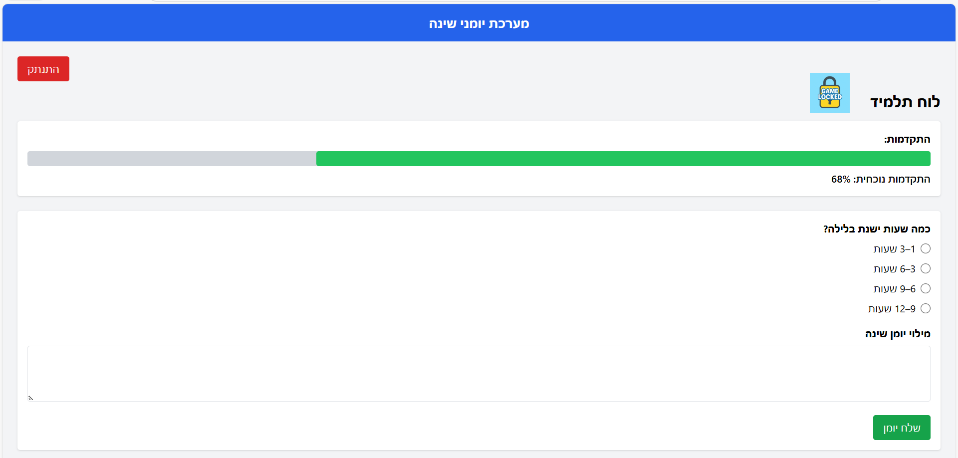 מערכת יומני שינה
התנתק
לוח תלמיד
GAME
LOCKED
התקדמות:
התקדמות נוכחית: 68%
כמה שעות ישנת בלילה?
1–3 שעות
3–6 שעות
6–9 שעות
9–12 שעות
מילוי יומן שינה
שלח יומן